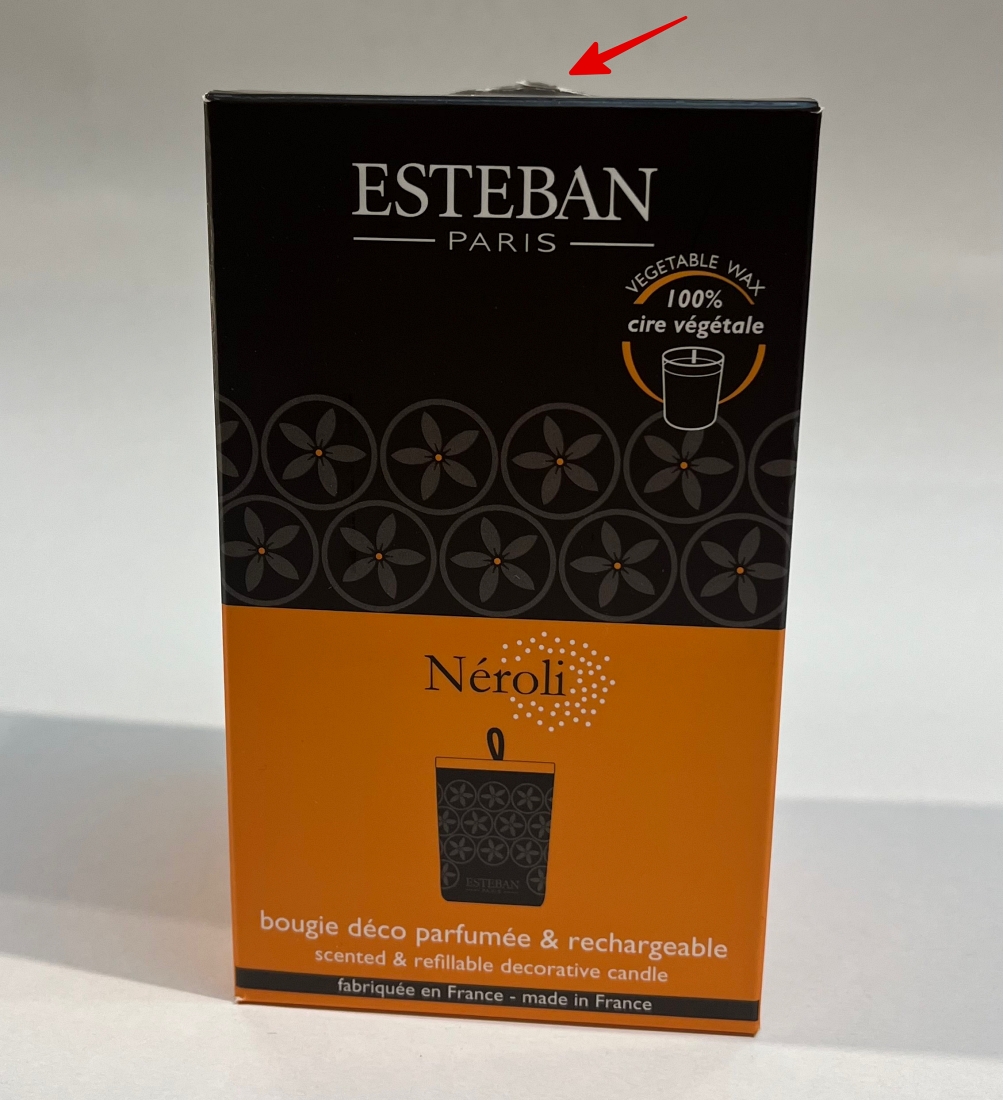 ESTEBAN
PARIS
VEGETABLE WAX
100%
cire végétale
Néroli
ESTEBAN
PARIS
bougie déco parfumée & rechargeable
scented & refillable decorative candle
fabriquée en France - made in France